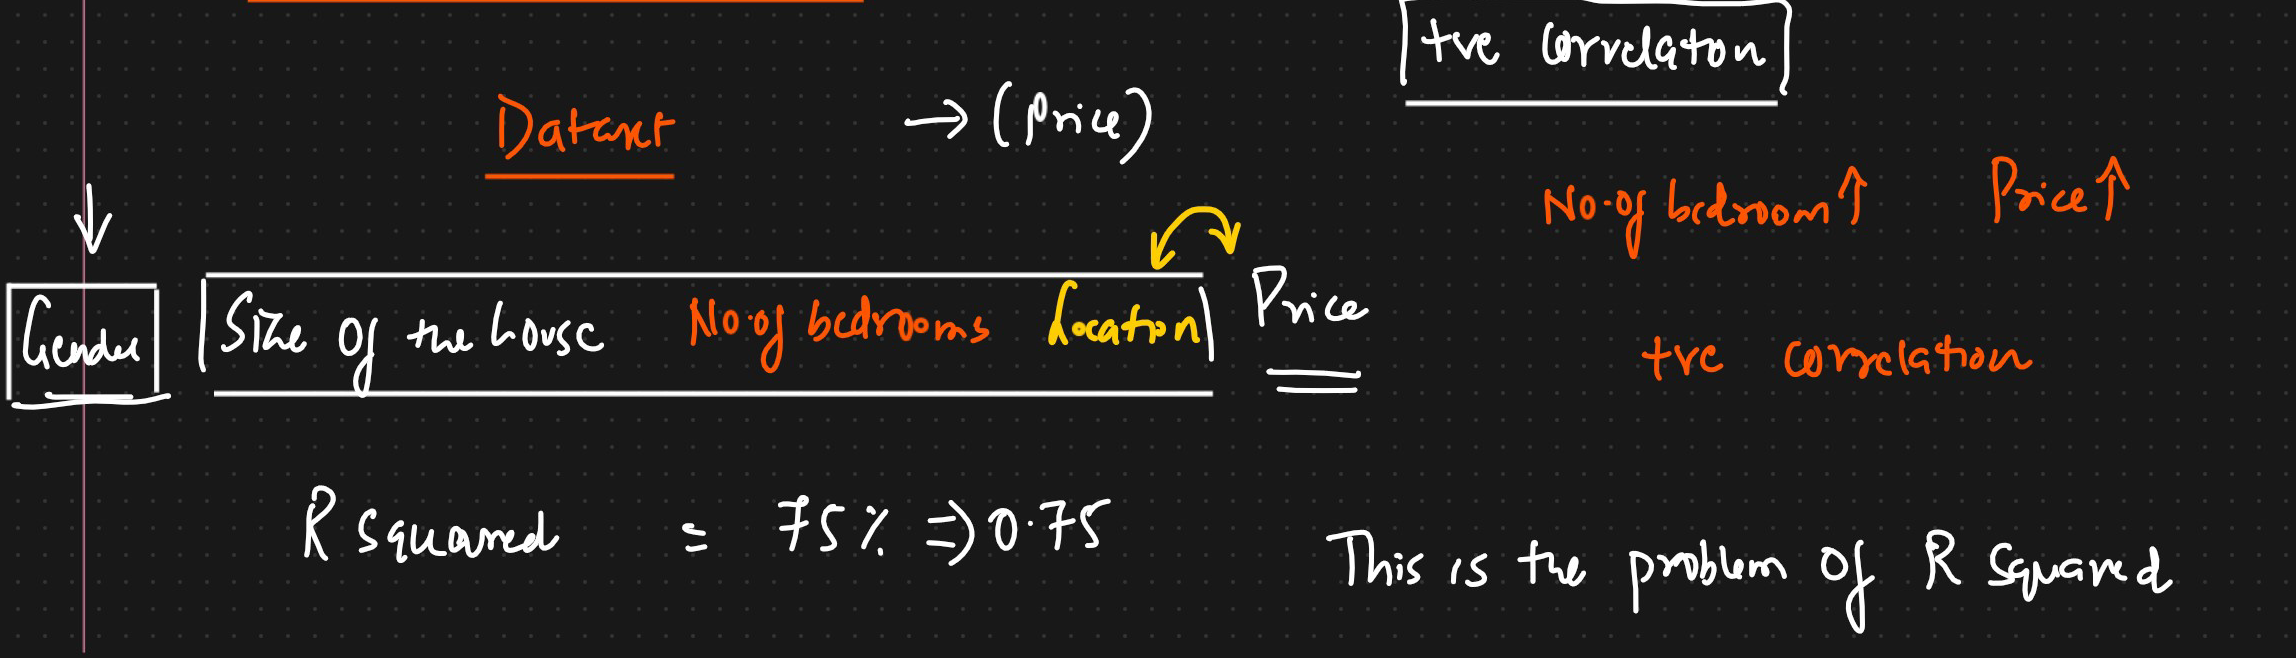 +ve correlaton
Dataset → (Price)
No. of bedroom ↑ Price ↑
Gender Size of the house No. of bedrooms Location Price
+ve correlation
R squared = 75% ⇒ 0.75
This is the problem of R squared